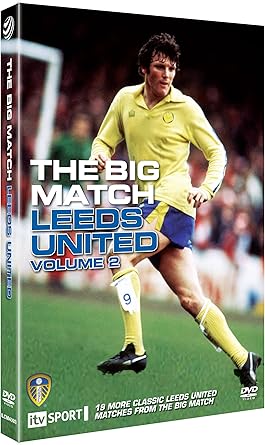 THE BIG MATCH LEEDS UNITED
DVD
THE BIG
MATCH
LEEDS
UNITED
VOLUME 2
9
itv SPORT
19 MORE CLASSIC LEEDS UNITED
MATCHES FROM THE BIG MATCH
DVD
VIDEO